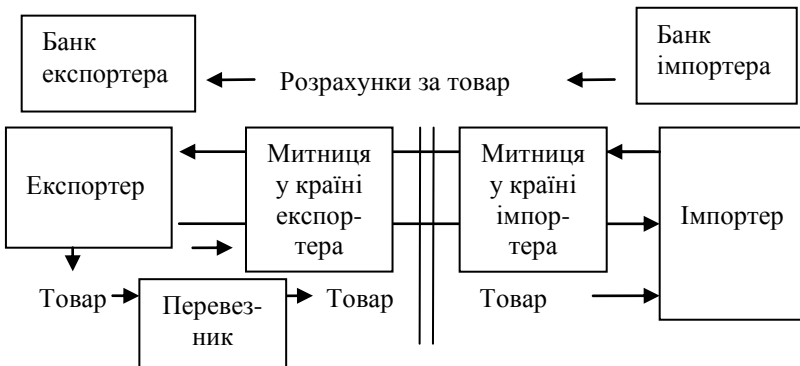 Банк
експортера
Банк
імпортера
Розрахунки за товар
Експортер
Митниця
у країні
експор-
тера
Митниця
у країні
імпор-
тера
Імпортер
Товар
Перевез-
ник
Товар
Товар